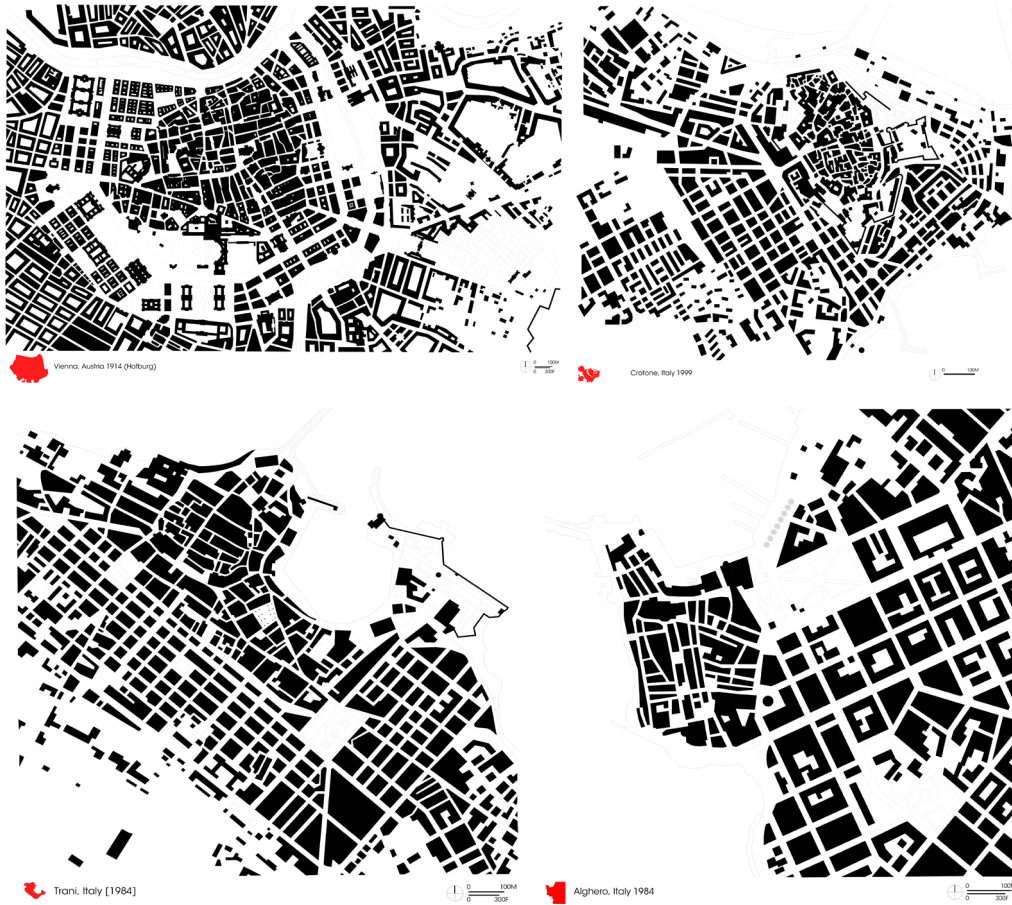 Vienna, Austria 1914 (Hofburg)
0 100M
0 300F
Crotone, Italy 1999
0 100M
Trani, Italy [1984]
0 100M
0 300F
Alghero, Italy 1984
0 100M
0 300F